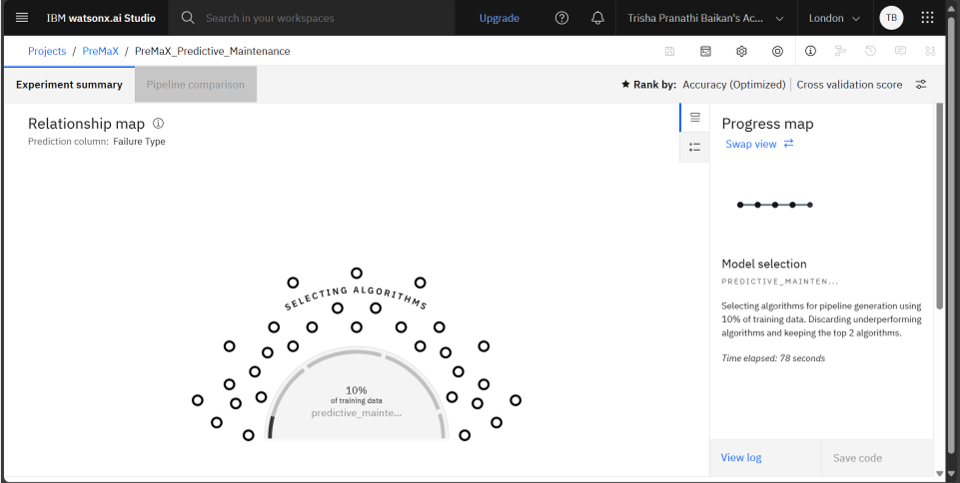 IBM watsonx.ai Studio
Search in your workspaces
Upgrade
Trisha Pranathi Baikan's Ac...
London
TB
Projects / PreMaX / PreMaX_Predictive_Maintenance
Experiment summary
Pipeline comparison
Rank by: Accuracy (Optimized) | Cross validation score
Relationship map
Prediction column: Failure Type
SELECTING ALGORITHMS
10%
of training data
predictive_mainte...
Progress map
Swap view
Model selection
PREDICTIVE_MAINTEN...
Selecting algorithms for pipeline generation using
10% of training data. Discarding underperforming
algorithms and keeping the top 2 algorithms.
Time elapsed: 78 seconds
View log
Save code